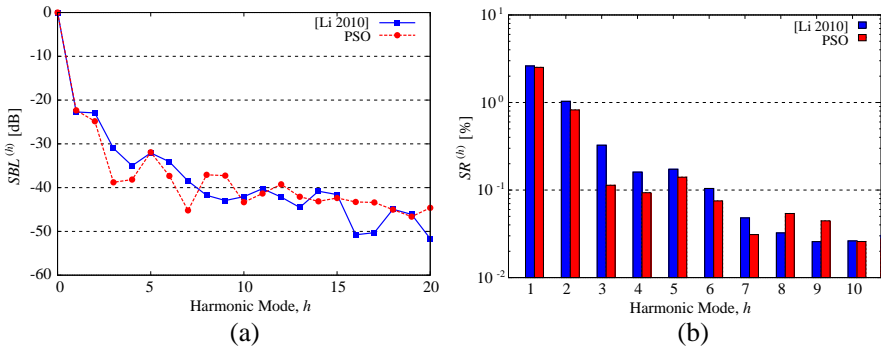 [Li 2010]
PSO
0
-10
-20
-30
-40
-50
-60
SBL (h) [dB]
0 5 10 15 20
Harmonic Mode, h
(a)
[Li 2010]
PSO
10^1
10^0
10^-1
10^-2
SR (h) [%]
1 2 3 4 5 6 7 8 9 10
Harmonic Mode, h
(b)